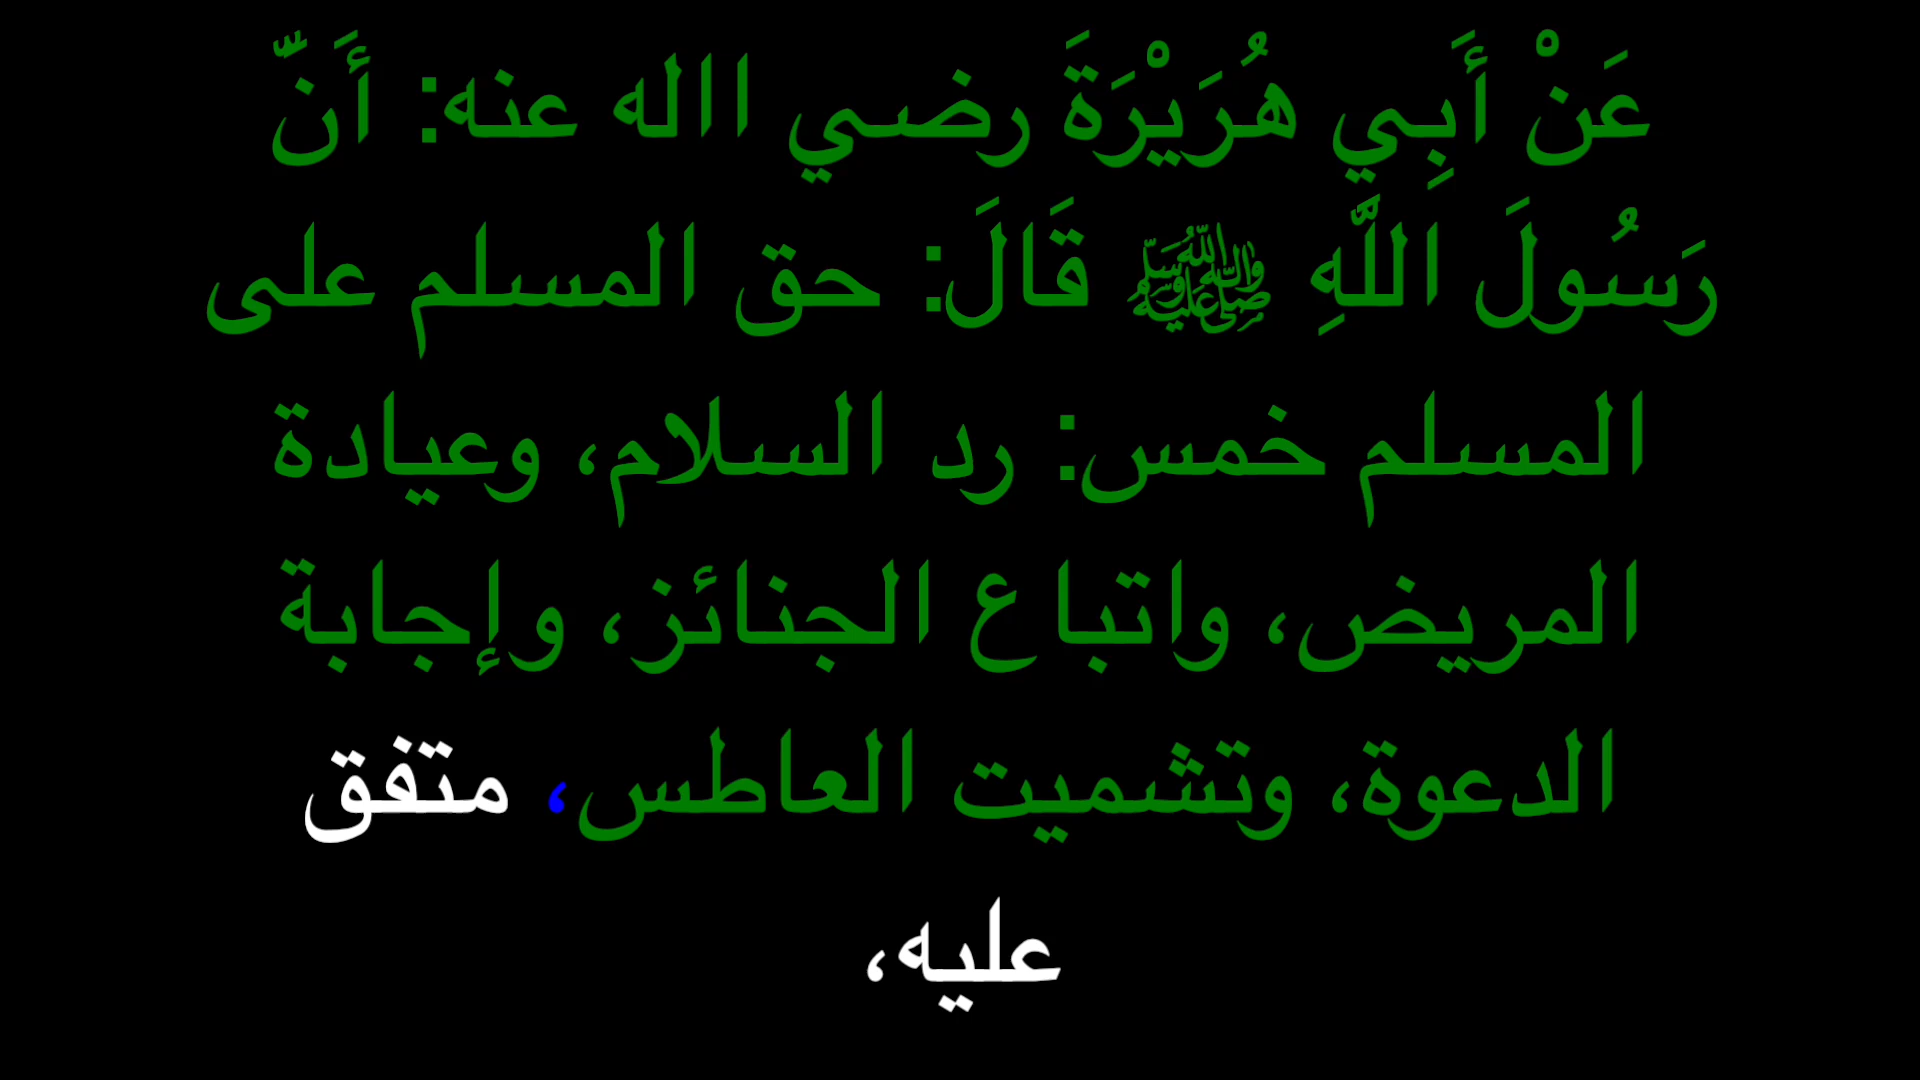 عَنْ أَبِي هُرَيْرَةَ رضي االه عنه: أَنَّ
رَسُولَ اللَّهِ ﷺ قَالَ: حق المسلم على
المسلم خمس: رد السلام، وعيادة
المريض، واتباع الجنائز، وإجابة
الدعوة، وتشميت العاطس، متفق
عليه،